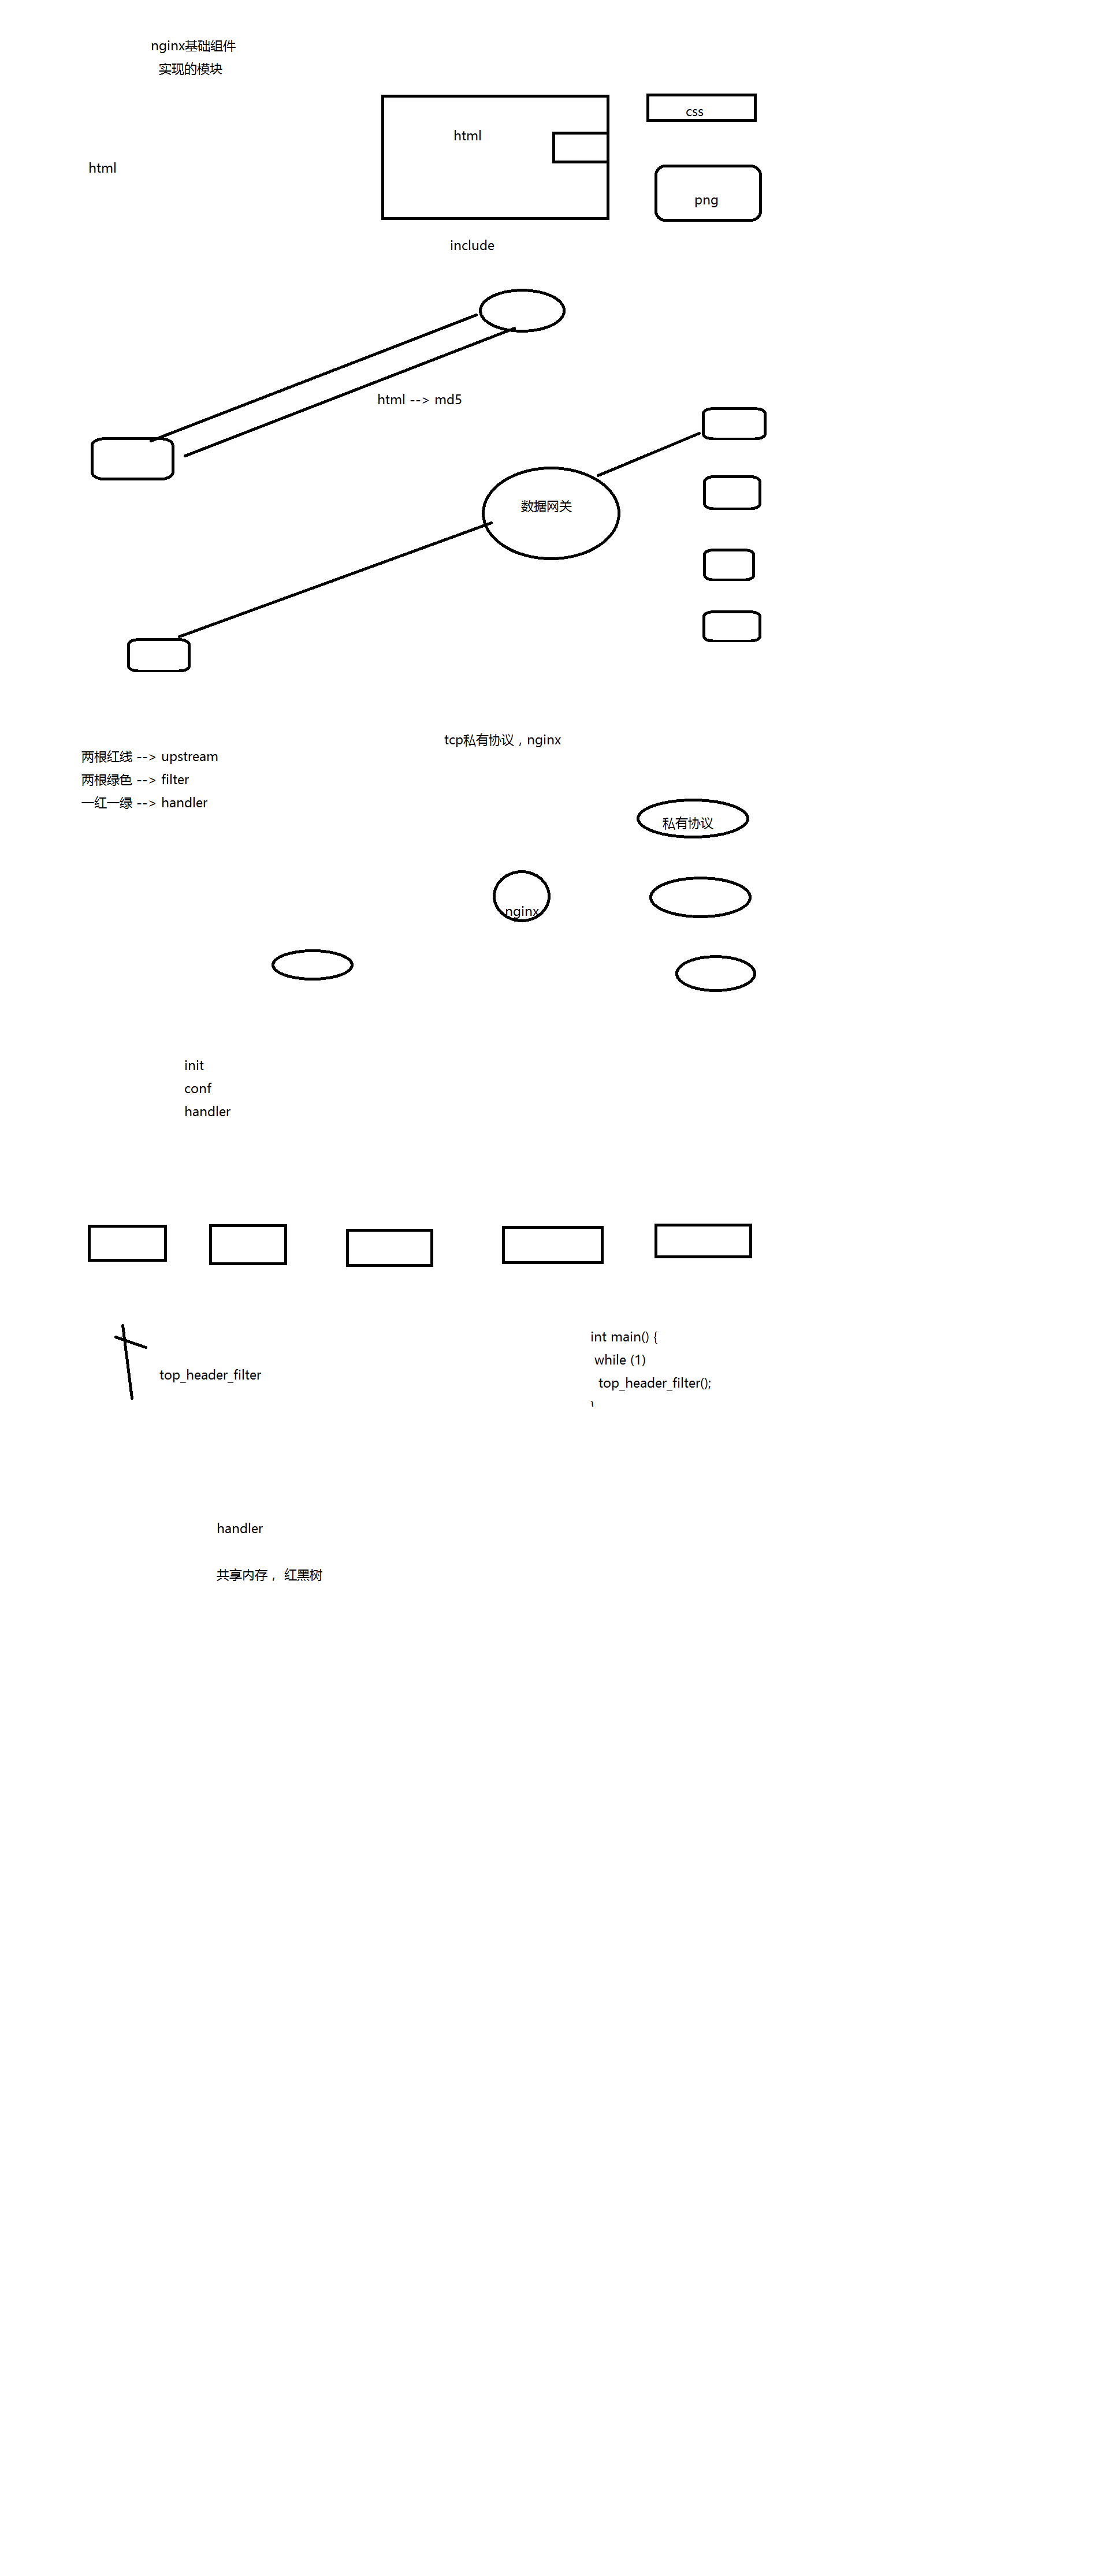 nginx基础组件
实现的模块
css
html
html
png
include
html --> md5
数据网关
tcp私有协议，nginx
两根红线 --> upstream
两根绿色 --> filter
一红一绿 --> handler
私有协议
nginx
init
conf
handler
int main() {
while (1)
top_header_filter
top_header_filter();
}
handler
共享内存， 红黑树